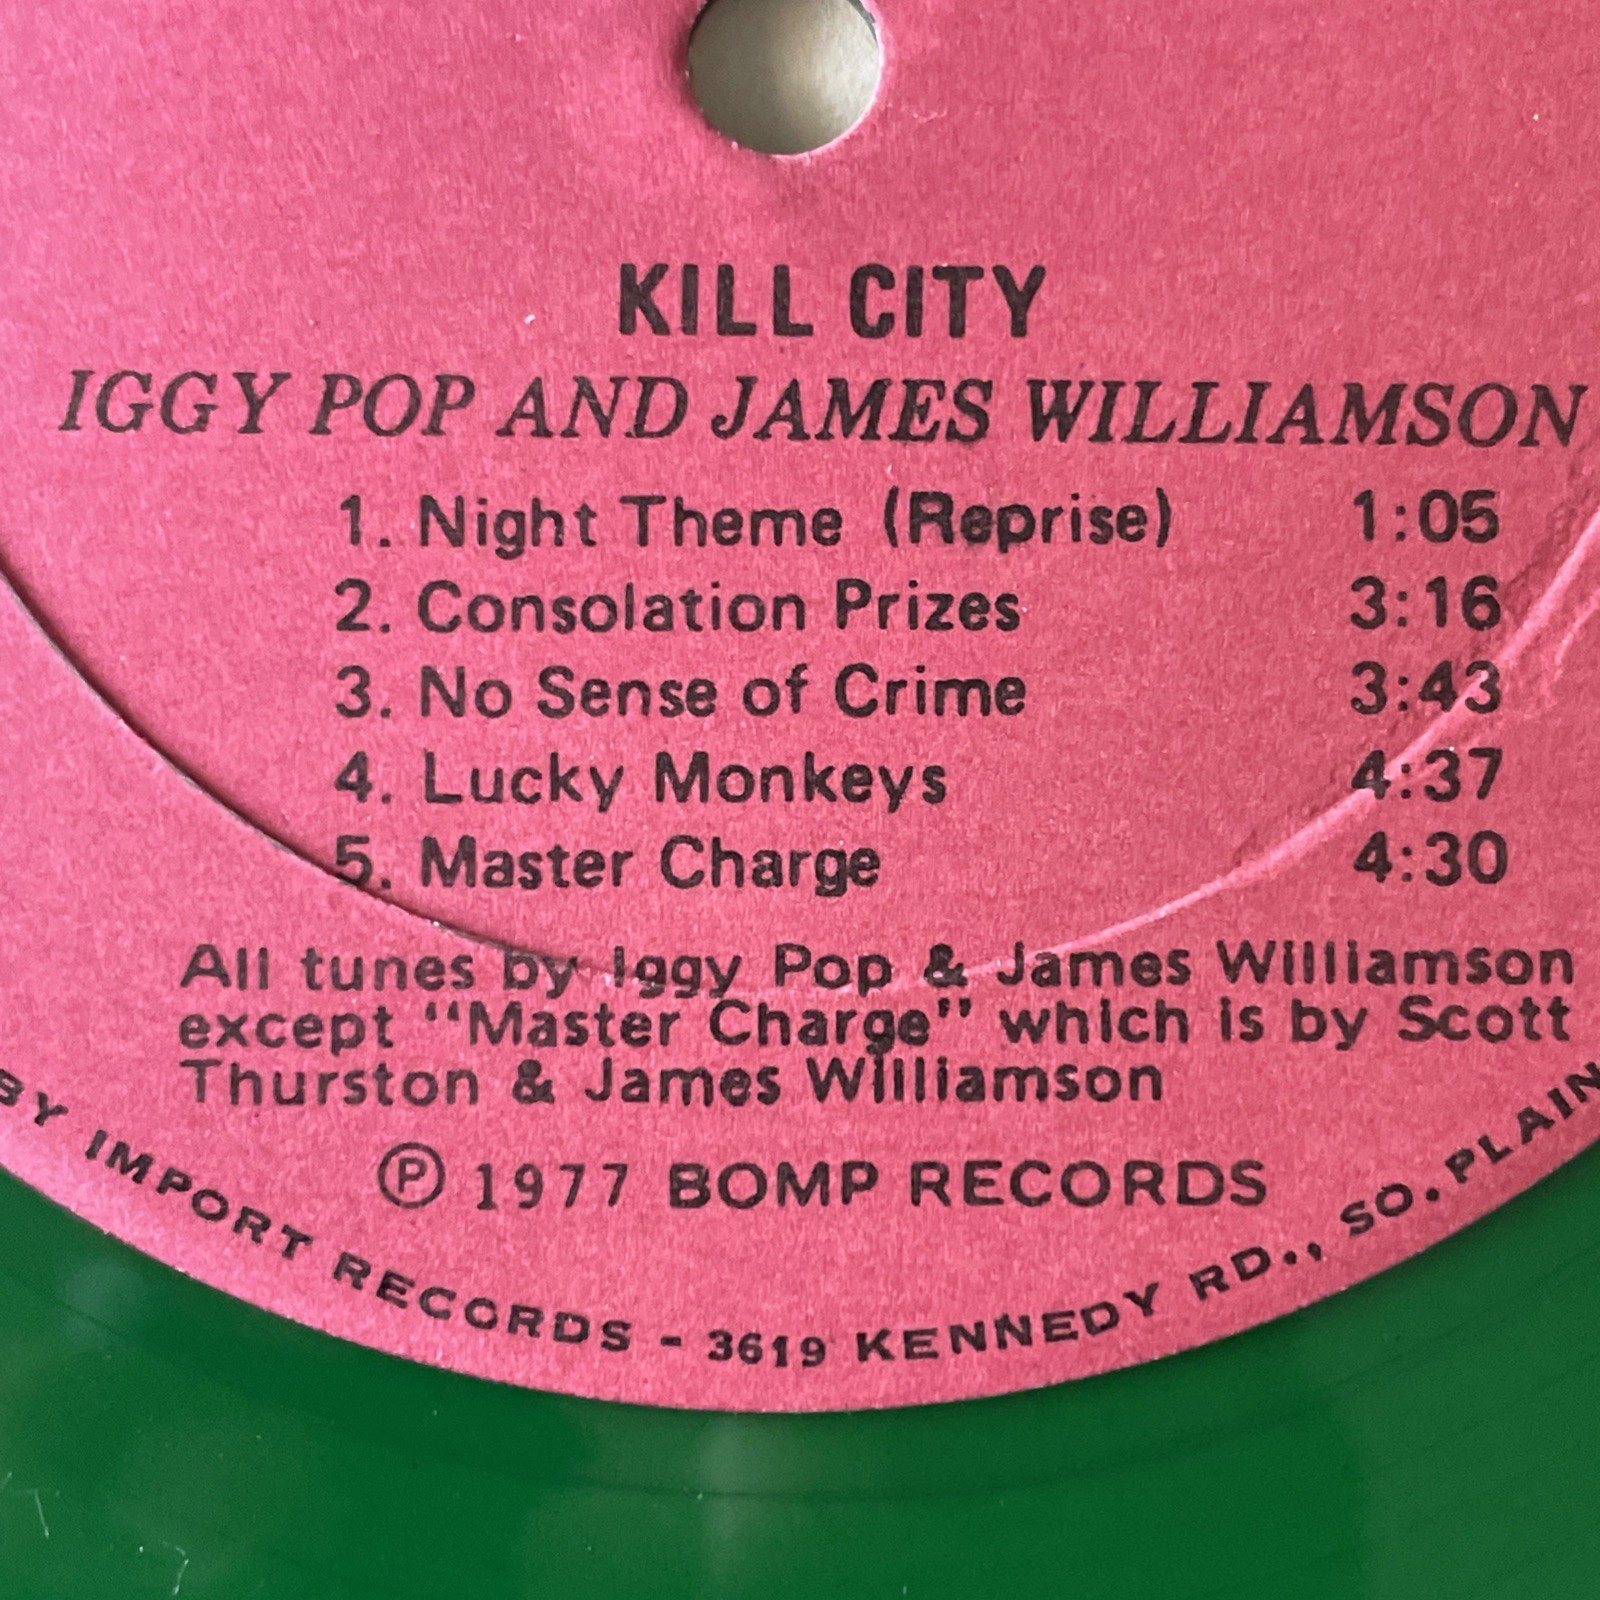 KILL CITY
IGGY POP AND JAMES WILLIAMSON
1. Night Theme (Reprise) 1:05
2. Consolation Prizes 3:16
3. No Sense of Crime 3:43
4. Lucky Monkeys 4:37
5. Master Charge 4:30
All tunes by Iggy Pop & James Williamson
except "Master Charge" which is by Scott
Thurston & James Williamson
Ⓟ 1977 BOMP RECORDS
BY IMPORT RECORDS - 3619 KENNEDY RD., SO. PLAIN